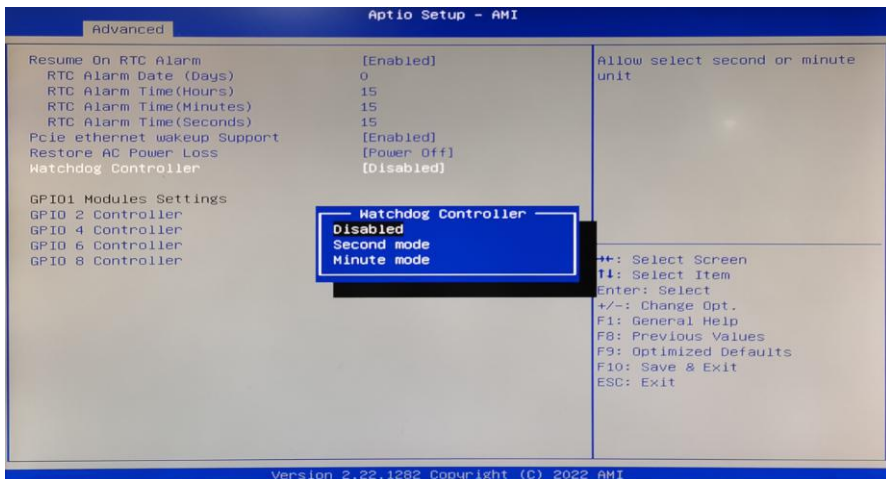 Aptio Setup - AMI
Advanced
Resume On RTC Alarm [Enabled]
RTC Alarm Date (Days) 0
RTC Alarm Time(Hours) 15
RTC Alarm Time(Minutes) 15
RTC Alarm Time(Seconds) 15
Pcie ethernet wakeup Support [Enabled]
Restore AC Power Loss [Power Off]
Watchdog Controller [Disabled]
GPIO1 Modules Settings
GPIO 2 Controller
GPIO 4 Controller
GPIO 6 Controller
GPIO 8 Controller
Watchdog Controller
Disabled
Second mode
Minute mode
Allow select second or minute
unit
→←: Select Screen
↑↓: Select Item
Enter: Select
+/-: Change Opt.
F1: General Help
F8: Previous Values
F9: Optimized Defaults
F10: Save & Exit
ESC: Exit
Version 2.22.1282 Copyright (C) 2022 AMI